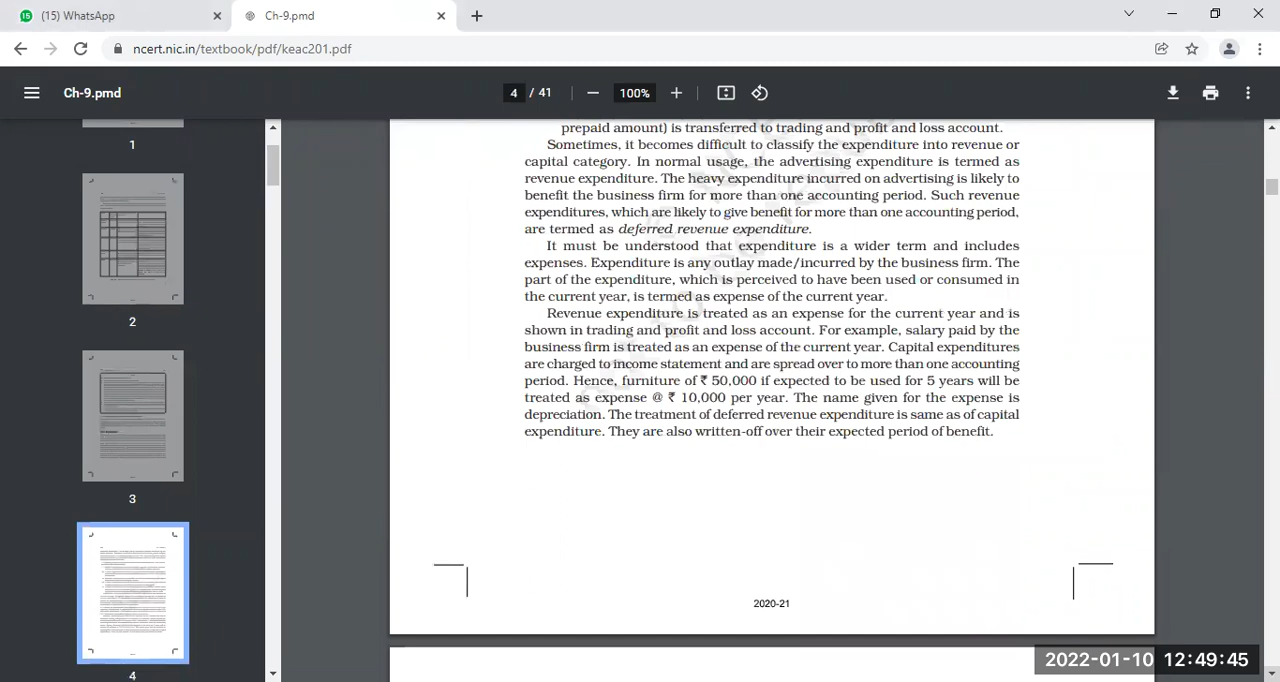 (15) WhatsApp
Ch-9.pmd
ncert.nic.in/textbook/pdf/keac201.pdf
Ch-9.pmd
4 / 41
100%
1
2
3
4
prepaid amount) is transferred to trading and profit and loss account.
Sometimes, it becomes difficult to classify the expenditure into revenue or
capital category. In normal usage, the advertising expenditure is termed as
revenue expenditure. The heavy expenditure incurred on advertising is likely to
benefit the business firm for more than one accounting period. Such revenue
expenditures, which are likely to give benefit for more than one accounting period,
are termed as deferred revenue expenditure.
It must be understood that expenditure is a wider term and includes
expenses. Expenditure is any outlay made/incurred by the business firm. The
part of the expenditure, which is perceived to have been used or consumed in
the current year, is termed as expense of the current year.
Revenue expenditure is treated as an expense for the current year and is
shown in trading and profit and loss account. For example, salary paid by the
business firm is treated as an expense of the current year. Capital expenditures
are charged to income statement and are spread over to more than one accounting
period. Hence, furniture of ₹ 50,000 if expected to be used for 5 years will be
treated as expense @ ₹ 10,000 per year. The name given for the expense is
depreciation. The treatment of deferred revenue expenditure is same as of capital
expenditure. They are also written-off over their expected period of benefit.
2020-21
2022-01-10 12:49:45